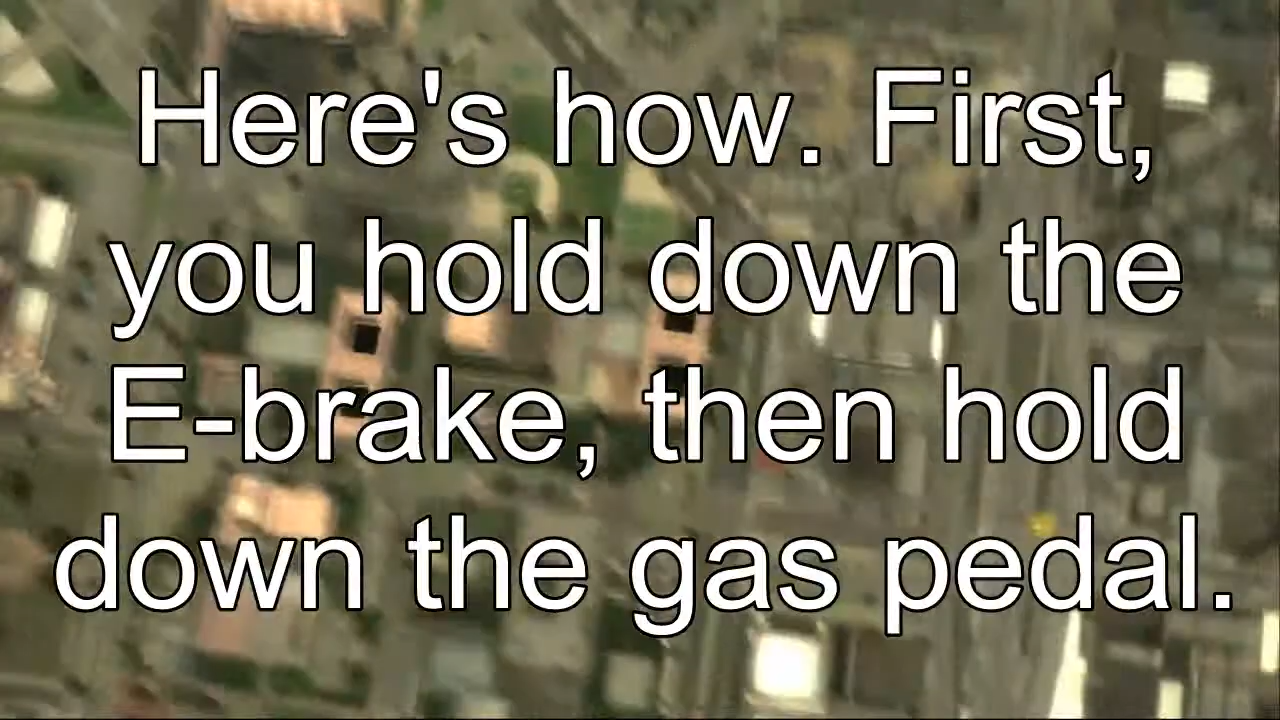 Here's how. First,
you hold down the
E-brake, then hold
down the gas pedal.